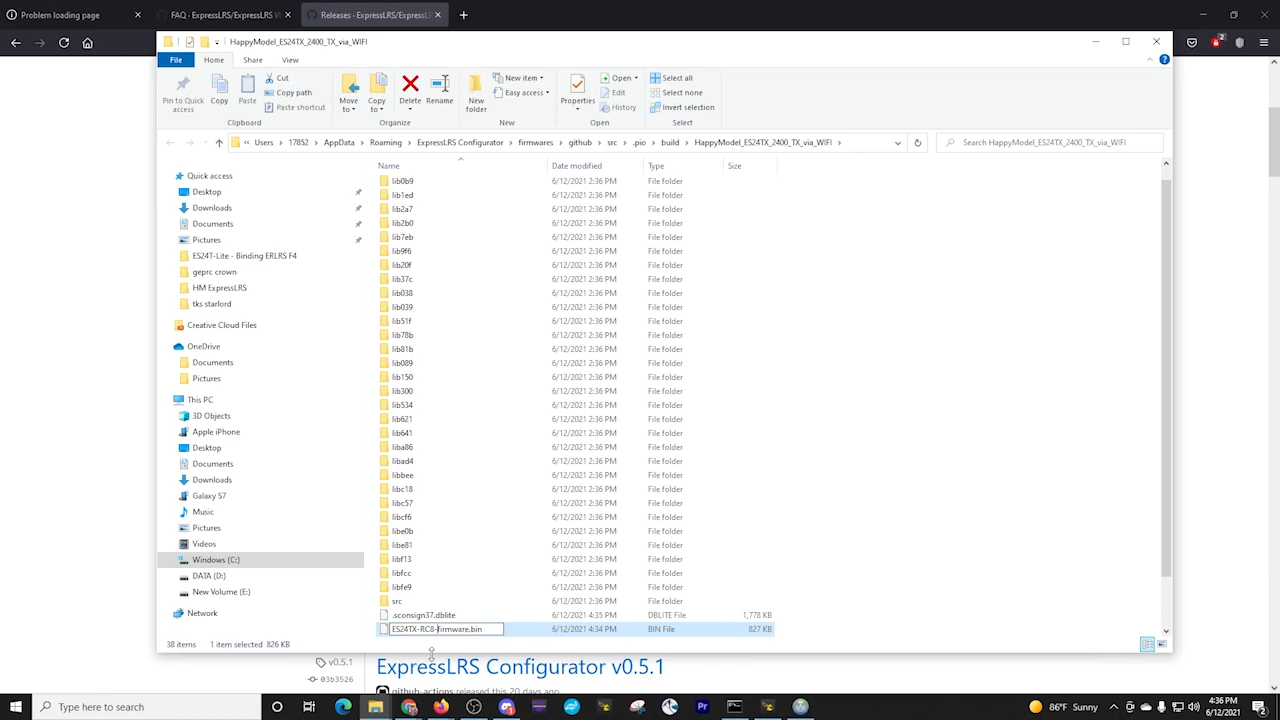 Problem loading page
FAQ · ExpressLRS · GitHub pages
Releases · ExpressLRS/ExpressL
HappyModel_ES24TX_2400_TX_via_WIFI
File
Home
Share
View
Pin to Quick access
Copy
Paste
Cut
Copy path
Paste shortcut
Clipboard
Move to
Copy to
Delete
Rename
Organize
New folder
New item
Easy access
New
Properties
Open
Edit
History
Open
Select all
Select none
Invert selection
Select
« Users > 17852 > AppData > Roaming > ExpressLRS Configurator > firmwares > github > src > .pio > build > HappyModel_ES24TX_2400_TX_via_WIFI >
Search HappyModel_ES24TX_2400_TX_via_WIFI
Quick access
Desktop
Downloads
Documents
Pictures
ES24T-Lite - Binding ERLRS F4
geprc crown
HM ExpressLRS
tks starlord
Creative Cloud Files
OneDrive
Documents
Pictures
This PC
3D Objects
Apple iPhone
Desktop
Documents
Downloads
Galaxy S7
Music
Pictures
Videos
Windows (C:)
DATA (D:)
New Volume (E:)
Network
Name Date modified Type Size
lib0b9 6/12/2021 2:36 PM File folder
lib1ed 6/12/2021 2:36 PM File folder
lib2a7 6/12/2021 2:36 PM File folder
lib2b0 6/12/2021 2:36 PM File folder
lib7eb 6/12/2021 2:36 PM File folder
lib9f6 6/12/2021 2:36 PM File folder
lib20f 6/12/2021 2:36 PM File folder
lib37c 6/12/2021 2:36 PM File folder
lib038 6/12/2021 2:36 PM File folder
lib039 6/12/2021 2:36 PM File folder
lib51f 6/12/2021 2:36 PM File folder
lib78b 6/12/2021 2:36 PM File folder
lib81b 6/12/2021 2:36 PM File folder
lib089 6/12/2021 2:36 PM File folder
lib150 6/12/2021 2:36 PM File folder
lib300 6/12/2021 2:36 PM File folder
lib534 6/12/2021 2:36 PM File folder
lib621 6/12/2021 2:36 PM File folder
lib641 6/12/2021 2:36 PM File folder
liba86 6/12/2021 2:36 PM File folder
libad4 6/12/2021 2:36 PM File folder
libbee 6/12/2021 2:36 PM File folder
libc18 6/12/2021 2:36 PM File folder
libc57 6/12/2021 2:36 PM File folder
libcf6 6/12/2021 2:36 PM File folder
libe0b 6/12/2021 2:36 PM File folder
libe81 6/12/2021 2:36 PM File folder
libf13 6/12/2021 2:36 PM File folder
libfcc 6/12/2021 2:36 PM File folder
libfe9 6/12/2021 2:36 PM File folder
src 6/12/2021 2:36 PM File folder
.sconsign37.dblite 6/12/2021 4:35 PM DBLITE File 1,778 KB
ES24TX-RC8-firmware.bin 6/12/2021 4:34 PM BIN File 827 KB
38 items 1 item selected 826 KB
v0.5.1
03b3526
ExpressLRS Configurator v0.5.1
github-actions released this 20 days ago
Type here to search
86°F Sunny
4:36 PM
6/12/2021
2